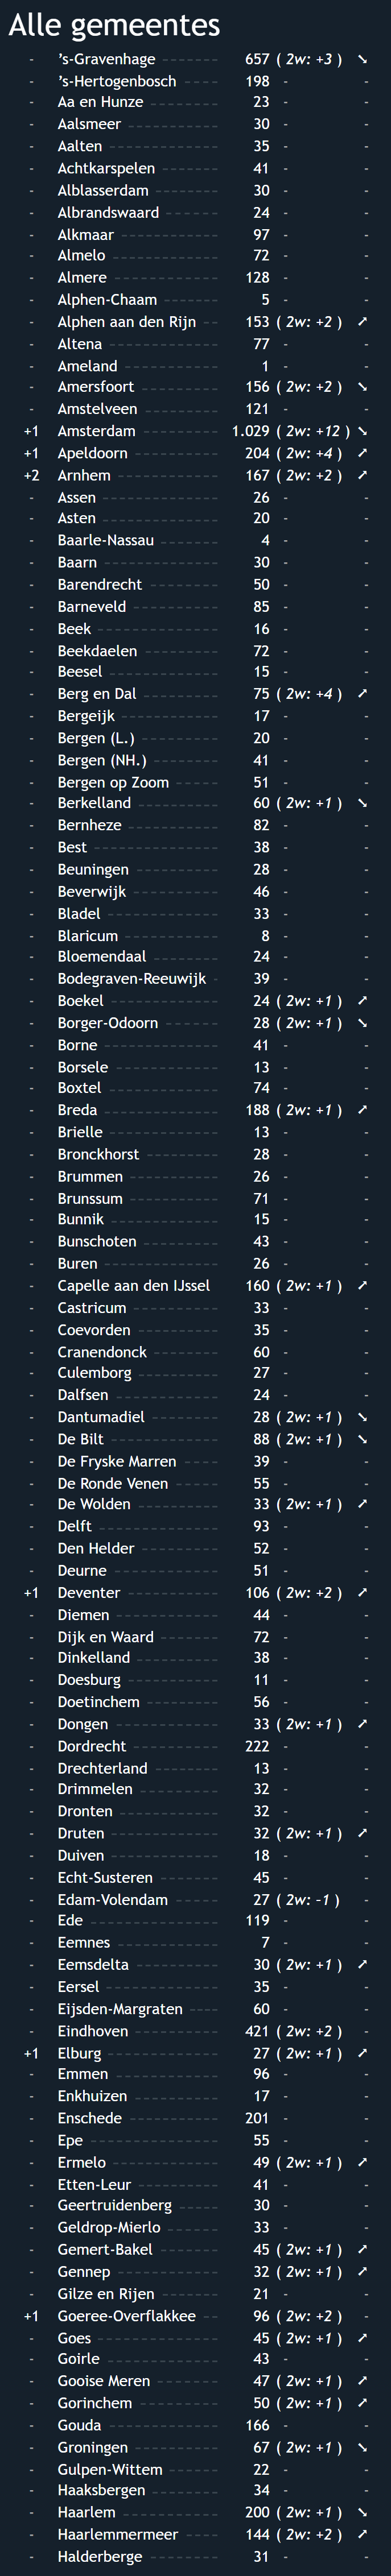 Alle gemeentes
- ’s-Gravenhage ------- 657 ( 2w: +3 ) ➘
- ’s-Hertogenbosch ----- 198 - -
- Aa en Hunze -------- 23 - -
- Aalsmeer ---------- 30 - -
- Aalten ------------ 35 - -
- Achtkarspelen ------- 41 - -
- Alblasserdam -------- 30 - -
- Albrandswaard ------ 24 - -
- Alkmaar ----------- 97 - -
- Almelo ------------ 72 - -
- Almere ------------ 128 - -
- Alphen-Chaam ------ 5 - -
- Alphen aan den Rijn -- 153 ( 2w: +2 ) ➚
- Altena ------------ 77 - -
- Ameland ---------- 1 - -
- Amersfoort --------- 156 ( 2w: +2 ) ➘
- Amstelveen --------- 121 - -
+1 Amsterdam --------- 1.029 ( 2w: +12 ) ➘
+1 Apeldoorn ---------- 204 ( 2w: +4 ) ➚
+2 Arnhem ----------- 167 ( 2w: +2 ) ➚
- Assen ------------- 26 - -
- Asten ------------- 20 - -
- Baarle-Nassau ------- 4 - -
- Baarn ------------- 30 - -
- Barendrecht -------- 50 - -
- Barneveld ---------- 85 - -
- Beek -------------- 16 - -
- Beekdaelen --------- 72 - -
- Beesel ------------ 15 - -
- Berg en Dal --------- 75 ( 2w: +4 ) ➚
- Bergeijk ----------- 17 - -
- Bergen (L.) --------- 20 - -
- Bergen (NH.) -------- 41 - -
- Bergen op Zoom ----- 51 - -
- Berkelland ---------- 60 ( 2w: +1 ) ➘
- Bernheze ---------- 82 - -
- Best -------------- 38 - -
- Beuningen --------- 28 - -
- Beverwijk ---------- 46 - -
- Bladel ------------ 33 - -
- Blaricum ----------- 8 - -
- Bloemendaal -------- 24 - -
- Bodegraven-Reeuwijk - 39 - -
- Boekel ------------ 24 ( 2w: +1 ) ➚
- Borger-Odoorn ------ 28 ( 2w: +1 ) ➘
- Borne ------------- 41 - -
- Borsele ------------ 13 - -
- Boxtel ------------ 74 - -
- Breda ------------- 188 ( 2w: +1 ) ➚
- Brielle ------------ 13 - -
- Bronckhorst -------- 28 - -
- Brummen ---------- 26 - -
- Brunssum ---------- 71 - -
- Bunnik ------------ 15 - -
- Bunschoten --------- 43 - -
- Buren ------------- 26 - -
- Capelle aan den IJssel 160 ( 2w: +1 ) ➚
- Castricum ---------- 33 - -
- Coevorden --------- 35 - -
- Cranendonck -------- 60 - -
- Culemborg --------- 27 - -
- Dalfsen ------------ 24 - -
- Dantumadiel -------- 28 ( 2w: +1 ) ➘
- De Bilt ------------ 88 ( 2w: +1 ) ➘
- De Fryske Marren ---- 39 - -
- De Ronde Venen ----- 55 - -
- De Wolden --------- 33 ( 2w: +1 ) ➚
- Delft ------------- 93 - -
- Den Helder --------- 52 - -
- Deurne ------------ 51 - -
+1 Deventer ---------- 106 ( 2w: +2 ) ➚
- Diemen ----------- 44 - -
- Dijk en Waard ------- 72 - -
- Dinkelland --------- 38 - -
- Doesburg ---------- 11 - -
- Doetinchem -------- 56 - -
- Dongen ----------- 33 ( 2w: +1 ) ➚
- Dordrecht ---------- 222 - -
- Drechterland -------- 13 - -
- Drimmelen --------- 32 - -
- Dronten ----------- 32 - -
- Druten ------------ 32 ( 2w: +1 ) ➚
- Duiven ------------ 18 - -
- Echt-Susteren ------- 45 - -
- Edam-Volendam ----- 27 ( 2w: -1 )
- Ede -------------- 119 - -
- Eemnes ----------- 7 - -
- Eemsdelta ---------- 30 ( 2w: +1 ) ➚
- Eersel ------------ 35 - -
- Eijsden-Margraten ---- 60 - -
- Eindhoven --------- 421 ( 2w: +2 ) -
+1 Elburg ------------ 27 ( 2w: +1 ) ➚
- Emmen ----------- 96 - -
- Enkhuizen ---------- 17 - -
- Enschede ---------- 201 - -
- Epe -------------- 55 - -
- Ermelo ------------ 49 ( 2w: +1 ) ➚
- Etten-Leur ---------- 41 - -
- Geertruidenberg ----- 30 - -
- Geldrop-Mierlo ------ 33 - -
- Gemert-Bakel ------- 45 ( 2w: +1 ) ➚
- Gennep ----------- 32 ( 2w: +1 ) ➚
- Gilze en Rijen ------- 21 - -
+1 Goeree-Overflakkee -- 96 ( 2w: +2 ) -
- Goes -------------- 45 ( 2w: +1 ) ➚
- Goirle ------------ 43 - -
- Gooise Meren ------- 47 ( 2w: +1 ) ➚
- Gorinchem --------- 50 ( 2w: +1 ) ➚
- Gouda ------------ 166 - -
- Groningen --------- 67 ( 2w: +1 ) ➘
- Gulpen-Wittem ------ 22 - -
- Haaksbergen -------- 34 - -
- Haarlem ----------- 200 ( 2w: +1 ) ➘
- Haarlemmermeer ---- 144 ( 2w: +2 ) ➚
- Halderberge -------- 31 - -